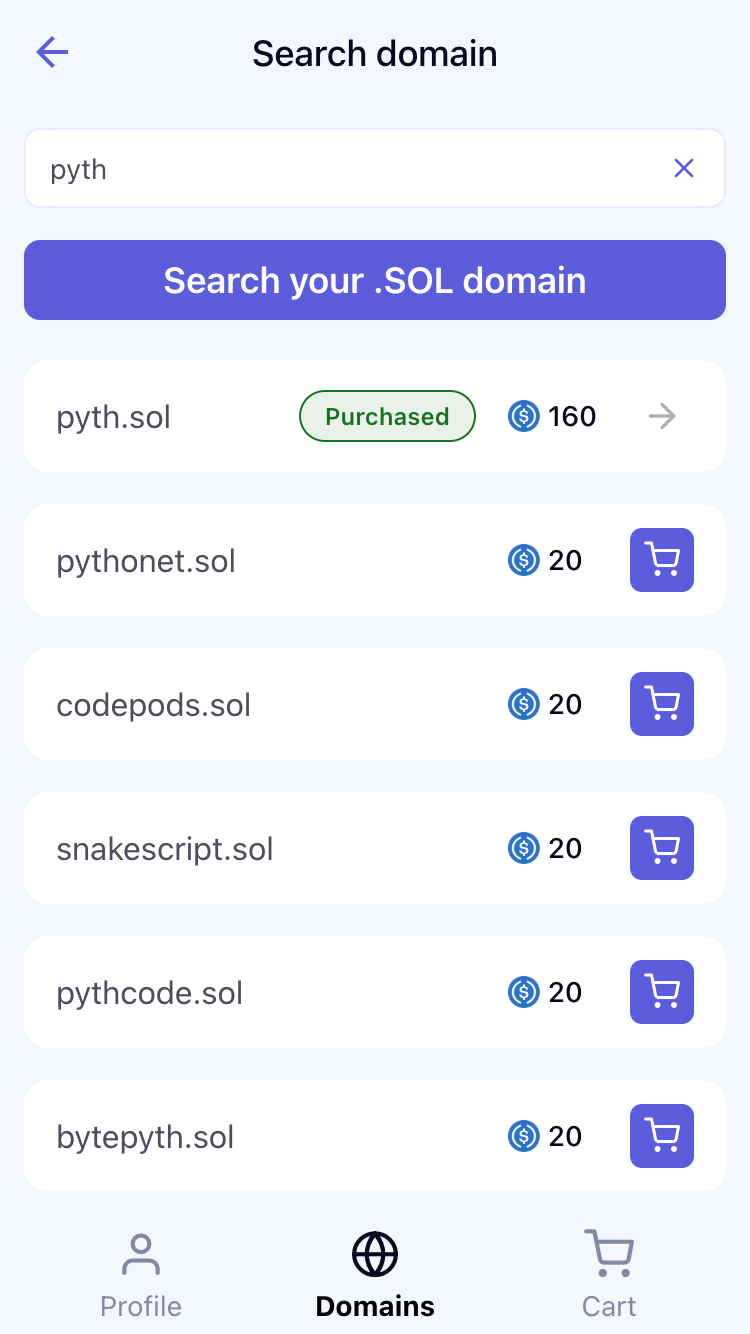 Search domain
pyth
Search your .SOL domain
pyth.sol Purchased 160
pythonet.sol 20
codepods.sol 20
snakescript.sol 20
pythcode.sol 20
bytepyth.sol 20
Profile Domains Cart